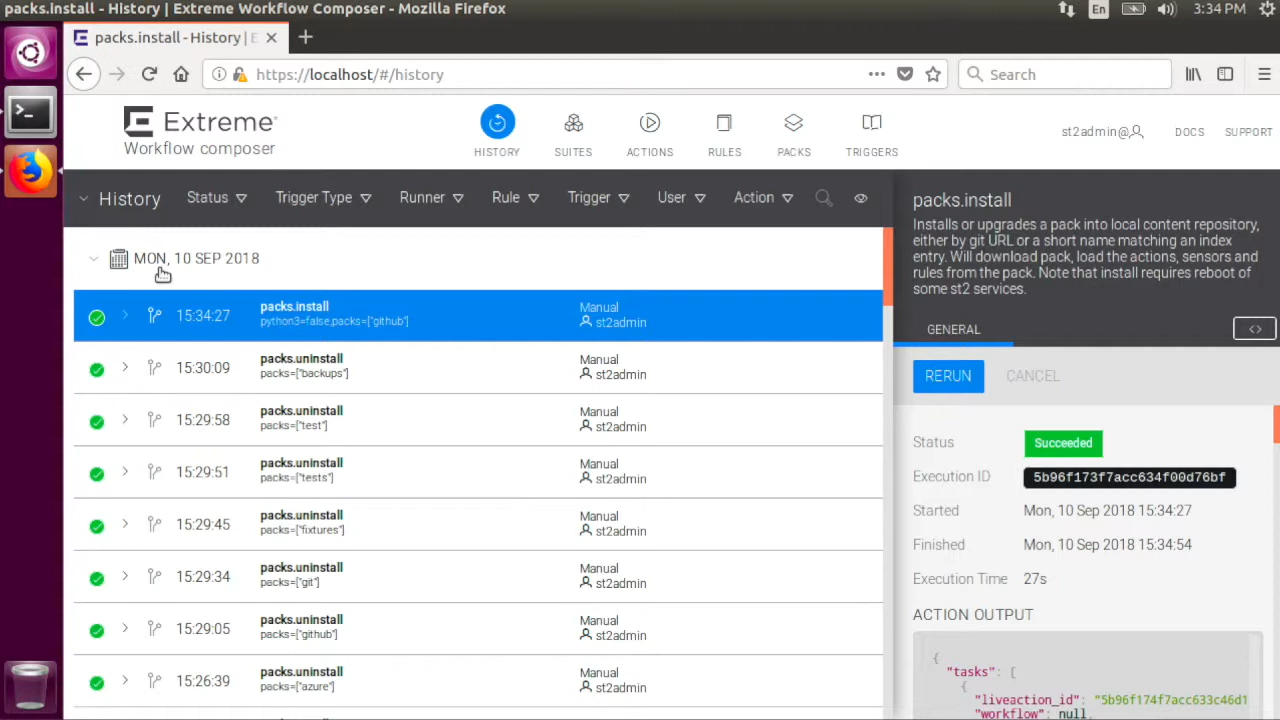 packs.install - History | Extreme Workflow Composer - Mozilla Firefox
En
3:34 PM
packs.install - History | E
https://localhost/#/history
Search
Extreme
Workflow composer
HISTORY
SUITES
ACTIONS
RULES
PACKS
TRIGGERS
st2admin@
DOCS
SUPPORT
History
Status
Trigger Type
Runner
Rule
Trigger
User
Action
MON, 10 SEP 2018
15:34:27
packs.install
python3=false,packs=["github"]
Manual
st2admin
15:30:09
packs.uninstall
packs=["backups"]
Manual
st2admin
15:29:58
packs.uninstall
packs=["test"]
Manual
st2admin
15:29:51
packs.uninstall
packs=["tests"]
Manual
st2admin
15:29:45
packs.uninstall
packs=["fixtures"]
Manual
st2admin
15:29:34
packs.uninstall
packs=["git"]
Manual
st2admin
15:29:05
packs.uninstall
packs=["github"]
Manual
st2admin
15:26:39
packs.uninstall
packs=["azure"]
Manual
st2admin
packs.install
Installs or upgrades a pack into local content repository,
either by git URL or a short name matching an index
entry. Will download pack, load the actions, sensors and
rules from the pack. Note that install requires reboot of
some st2 services.
GENERAL
<>
RERUN
CANCEL
Status
Succeeded
Execution ID
5b96f173f7acc634f00d76bf
Started
Mon, 10 Sep 2018 15:34:27
Finished
Mon, 10 Sep 2018 15:34:54
Execution Time
27s
ACTION OUTPUT
{
"tasks": [
{
"liveaction_id": "5b96f174f7acc633c46d1
"workflow": null,